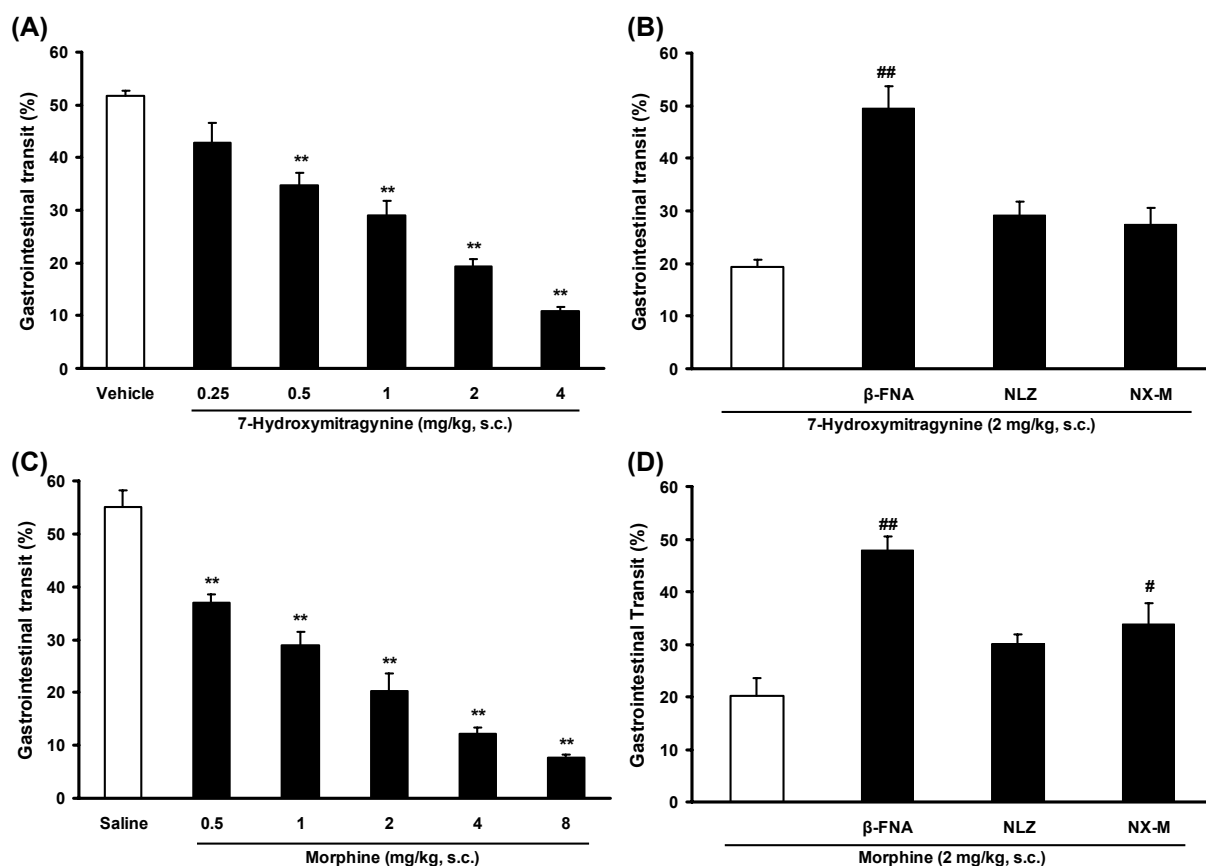 (A)
Gastrointestinal transit (%)
60
50
40
30
20
10
0
**
**
**
**
Vehicle 0.25 0.5 1 2 4
7-Hydroxymitragynine (mg/kg, s.c.)
(B)
Gastrointestinal transit (%)
60
50
40
30
20
10
0
##
β-FNA NLZ NX-M
7-Hydroxymitragynine (2 mg/kg, s.c.)
(C)
Gastrointestinal transit (%)
60
50
40
30
20
10
0
**
**
**
**
**
Saline 0.5 1 2 4 8
Morphine (mg/kg, s.c.)
(D)
Gastrointestinal Transit (%)
60
50
40
30
20
10
0
##
#
β-FNA NLZ NX-M
Morphine (2 mg/kg, s.c.)